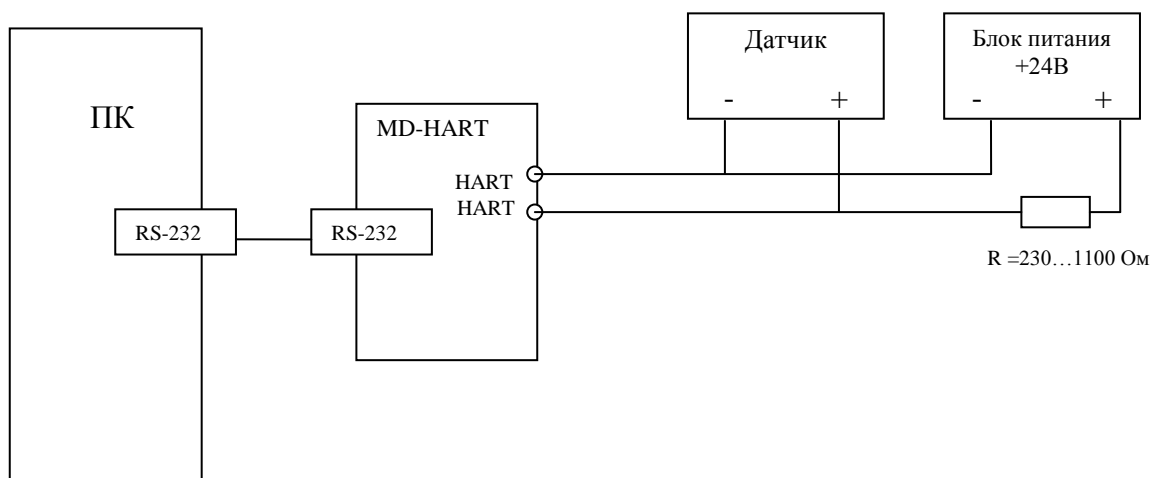 ПК
RS-232
MD-HART
HART
HART
RS-232
Датчик
- +
Блок питания
+24В
- +
R =230…1100 Ом